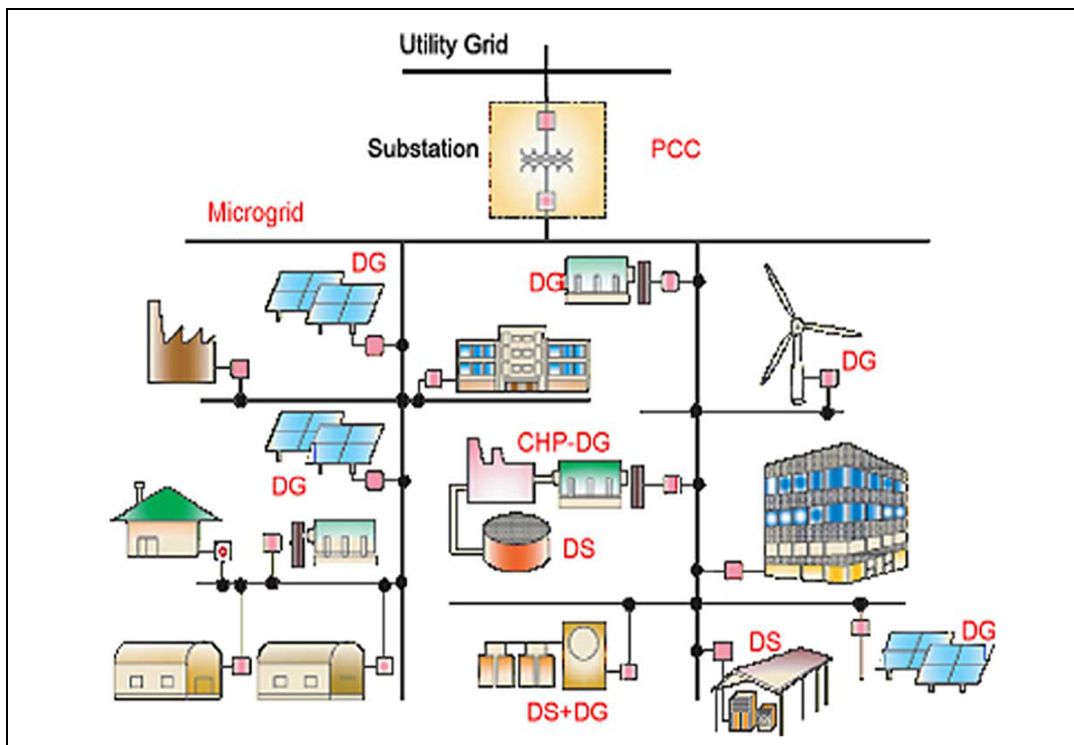 Utility Grid
Substation
PCC
Microgrid
DG
DG
DG
CHP-DG
DG
DS
DG
DS
DS+DG